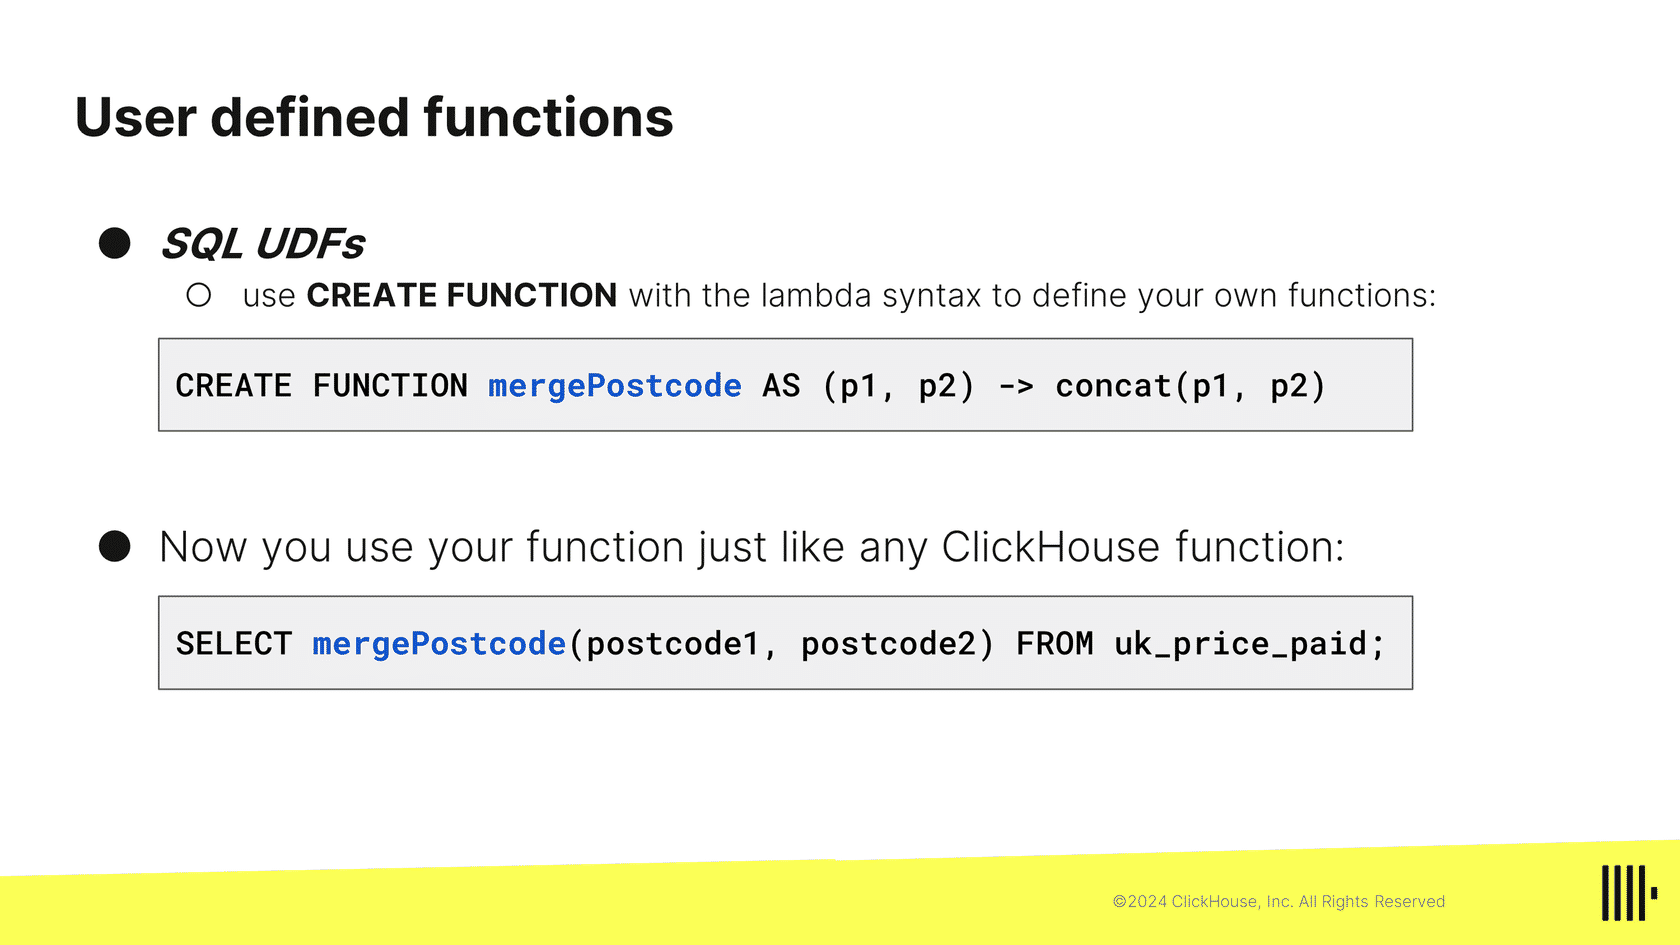 User defined functions
● SQL UDFs
○ use CREATE FUNCTION with the lambda syntax to define your own functions:
CREATE FUNCTION mergePostcode AS (p1, p2) -> concat(p1, p2)
● Now you use your function just like any ClickHouse function:
SELECT mergePostcode(postcode1, postcode2) FROM uk_price_paid;
©2024 ClickHouse, Inc. All Rights Reserved